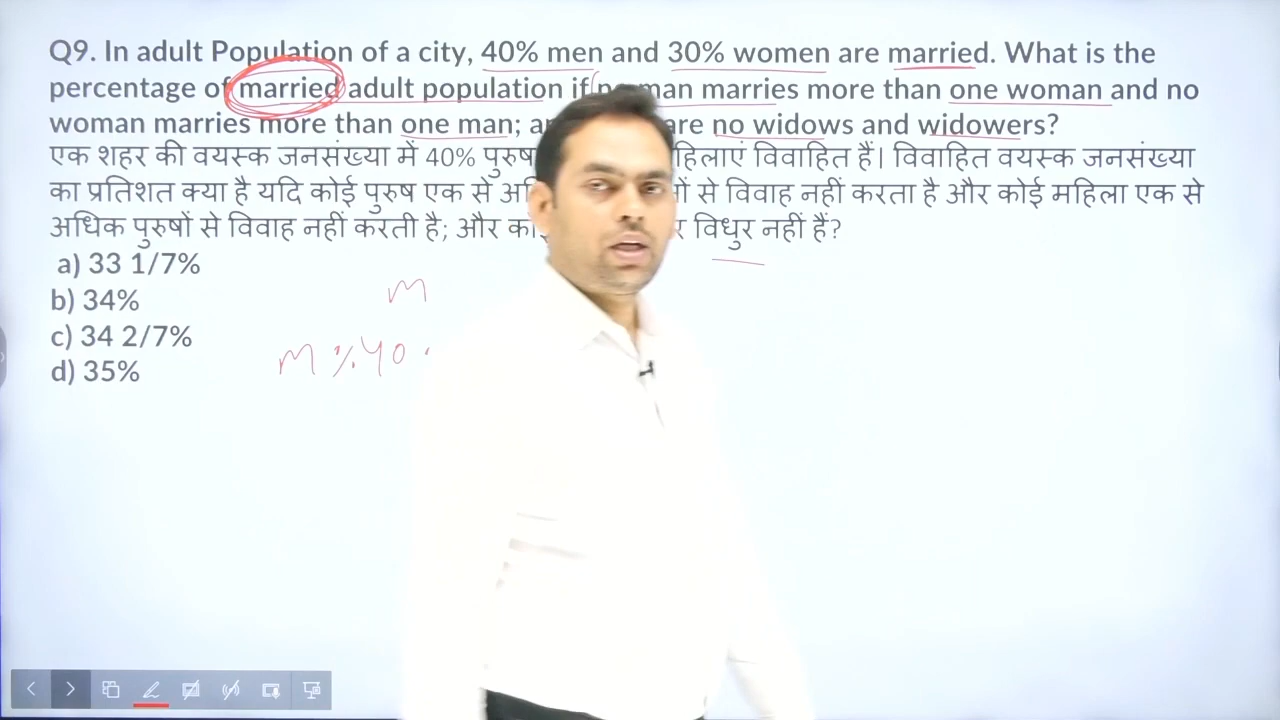 Q9. In adult Population of a city, 40% men and 30% women are married. What is the
percentage of married adult population if no man marries more than one woman and no
woman marries more than one man; are no widows and widowers?
एक शहर की वयस्क जनसंख्या में 40% पुरुष विवाहित हैं। विवाहित वयस्क जनसंख्या
का प्रतिशत क्या है यदि कोई पुरुष एक से से विवाह नहीं करता है और कोई महिला एक से
अधिक पुरुषों से विवाह नहीं करती है; और विधुर नहीं हैं?
a) 33 1/7%
b) 34%
c) 34 2/7%
d) 35%
M
M % 40